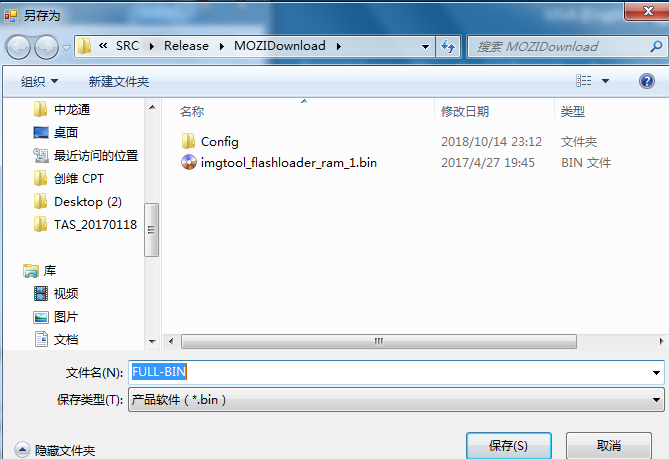 另存为
« SRC Release MOZIDownload
搜索 MOZIDownload
组织 新建文件夹
名称 修改日期 类型
中龙通
桌面
最近访问的位置
创维 CPT
Desktop (2)
TAS_20170118
库
视频
图片
文档
Config 2018/10/14 23:12 文件夹
imgtool_flashloader_ram_1.bin 2017/4/27 19:45 BIN 文件
文件名(N): FULL-BIN
保存类型(T): 产品软件 ( *.bin )
隐藏文件夹 保存(S) 取消